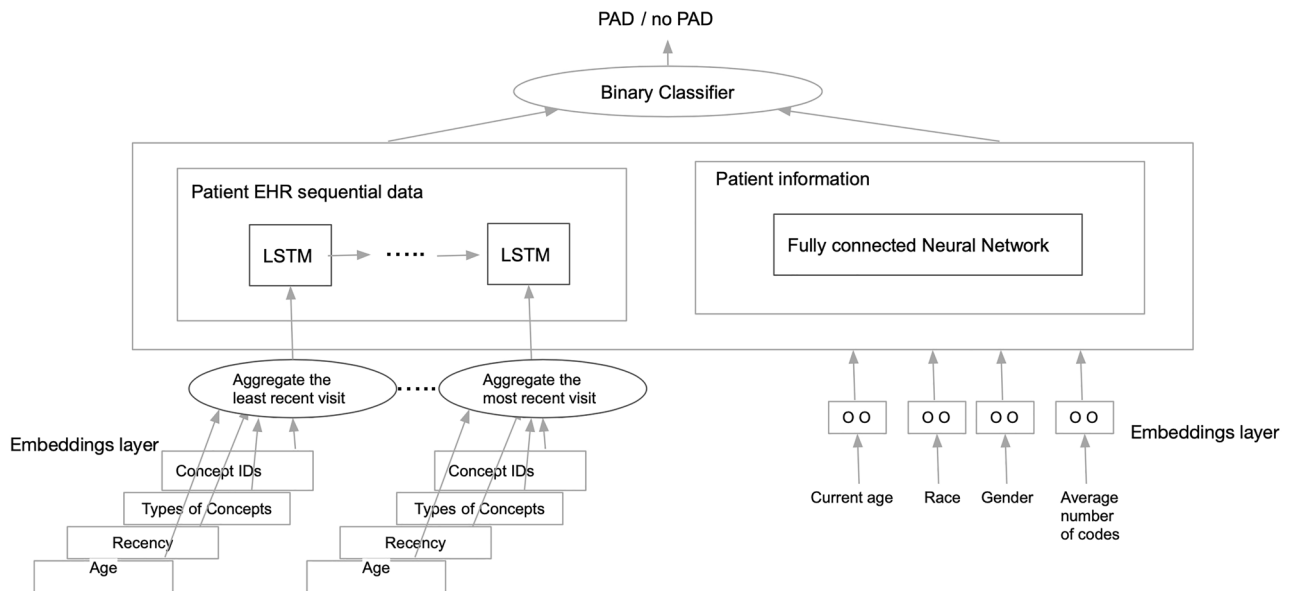 PAD / no PAD
Binary Classifier
Patient EHR sequential data
LSTM
.....
LSTM
Patient information
Fully connected Neural Network
Aggregate the
least recent visit
.....
Aggregate the
most recent visit
Embeddings layer
Concept IDs
Types of Concepts
Recency
Age
Concept IDs
Types of Concepts
Recency
Age
O O
O O
O O
O O
Embeddings layer
Current age
Race
Gender
Average
number
of codes